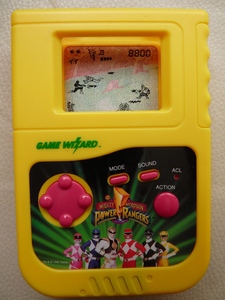 8800
GAME WIZARD
MODE
SOUND
ACL
ACTION
MIGHTY MORPHIN
POWER RANGERS